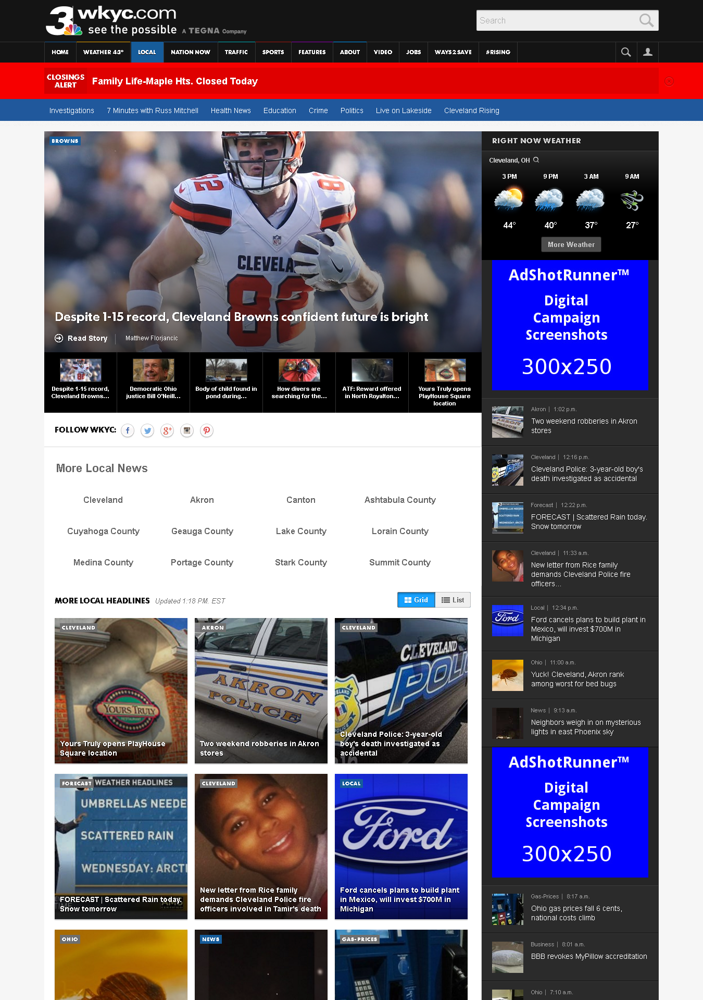 3 wkyc.com
see the possible A TEGNA Company
Search
HOME WEATHER 43° LOCAL NATION NOW TRAFFIC SPORTS FEATURES ABOUT VIDEO JOBS WAYS 2 SAVE #RISING
CLOSINGS
ALERT
Family Life-Maple Hts. Closed Today
Investigations 7 Minutes with Russ Mitchell Health News Education Crime Politics Live on Lakeside Cleveland Rising
BROWNS
82
NFL
CLEVELA
82
Despite 1-15 record, Cleveland Browns confident future is bright
Read Story Matthew Florjancic
Despite 1-15 record,
Cleveland Browns...
Democratic Ohio
justice Bill O'Neill...
Body of child found in
pond during...
How divers are
searching for the...
ATF: Reward offered
in North Royalton...
Yours Truly opens
PlayHouse Square
location
FOLLOW WKYC:
More Local News
Cleveland Akron Canton Ashtabula County
Cuyahoga County Geauga County Lake County Lorain County
Medina County Portage County Stark County Summit County
MORE LOCAL HEADLINES Updated 1:18 PM. EST
Grid List
CLEVELAND
YOURS TRULY
RESTAURANT
Yours Truly opens PlayHouse
Square location
AKRON
AKRON
POLICE
Two weekend robberies in Akron
stores
CLEVELAND
CLEVELAND
POLI
Cleveland Police: 3-year-old
boy's death investigated as
accidental
FORECAST
WEATHER HEADLINES
UMBRELLAS NEEDE
SCATTERED RAIN
WEDNESDAY: ARCTI
FORECAST | Scattered Rain today,
Snow tomorrow
CLEVELAND
New letter from Rice family
demands Cleveland Police fire
officers involved in Tamir's death
LOCAL
Ford
Ford cancels plans to build plant
in Mexico, will invest $700M in
Michigan
OHIO
NEWS
GAS-PRICES
RIGHT NOW WEATHER
Cleveland, OH
3 PM 9 PM 3 AM 9 AM
44° 40° 37° 27°
More Weather
AdShotRunner™
Digital
Campaign
Screenshots
300x250
Akron | 1:02 p.m.
Two weekend robberies in Akron
stores
Cleveland | 12:16 p.m.
Cleveland Police: 3-year-old boy's
death investigated as accidental
Forecast | 12:22 p.m.
FORECAST | Scattered Rain today.
Snow tomorrow
Cleveland | 11:33 a.m.
New letter from Rice family
demands Cleveland Police fire
officers...
Local | 12:34 p.m.
Ford cancels plans to build plant in
Mexico, will invest $700M in
Michigan
Ohio | 11:00 a.m.
Yuck! Cleveland, Akron rank
among worst for bed bugs
News | 9:13 a.m.
Neighbors weigh in on mysterious
lights in east Phoenix sky
AdShotRunner™
Digital
Campaign
Screenshots
300x250
Gas-Prices | 8:17 a.m.
Ohio gas prices fall 6 cents,
national costs climb
Business | 8:01 a.m.
BBB revokes MyPillow accreditation
Ohio | 7:10 a.m.